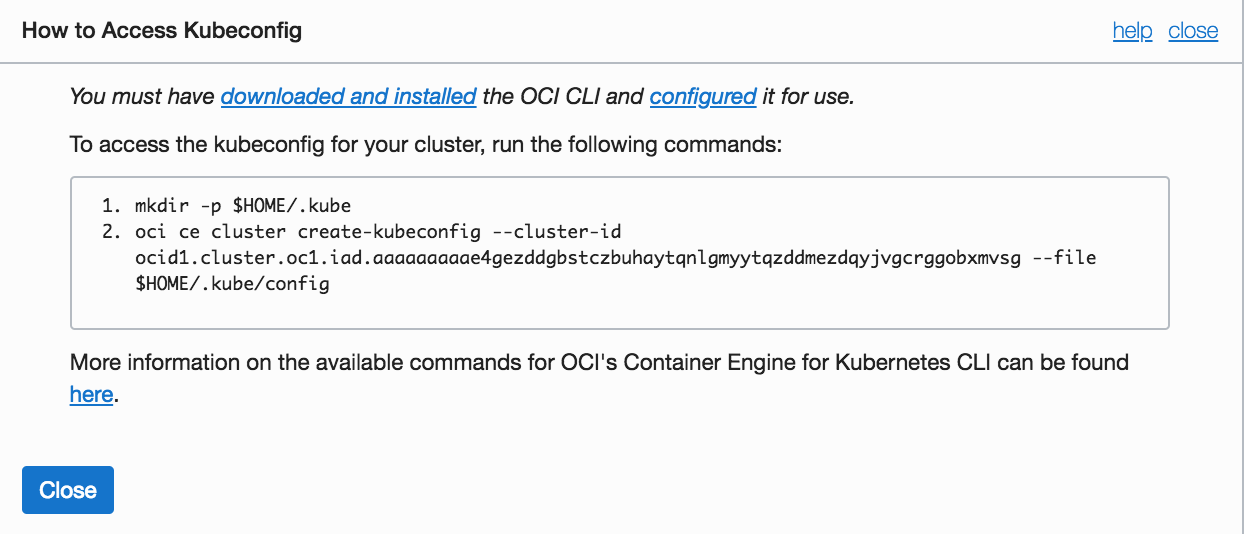 How to Access Kubeconfig help close
You must have downloaded and installed the OCI CLI and configured it for use.
To access the kubeconfig for your cluster, run the following commands:
1. mkdir -p $HOME/.kube
2. oci ce cluster create-kubeconfig --cluster-id
ocid1.cluster.oc1.iad.aaaaaaaaae4gezddgbstczbuhaytqnlgmyytqzddmezdqyjvgcrggobxmvsg --file
$HOME/.kube/config
More information on the available commands for OCI's Container Engine for Kubernetes CLI can be found
here.
Close